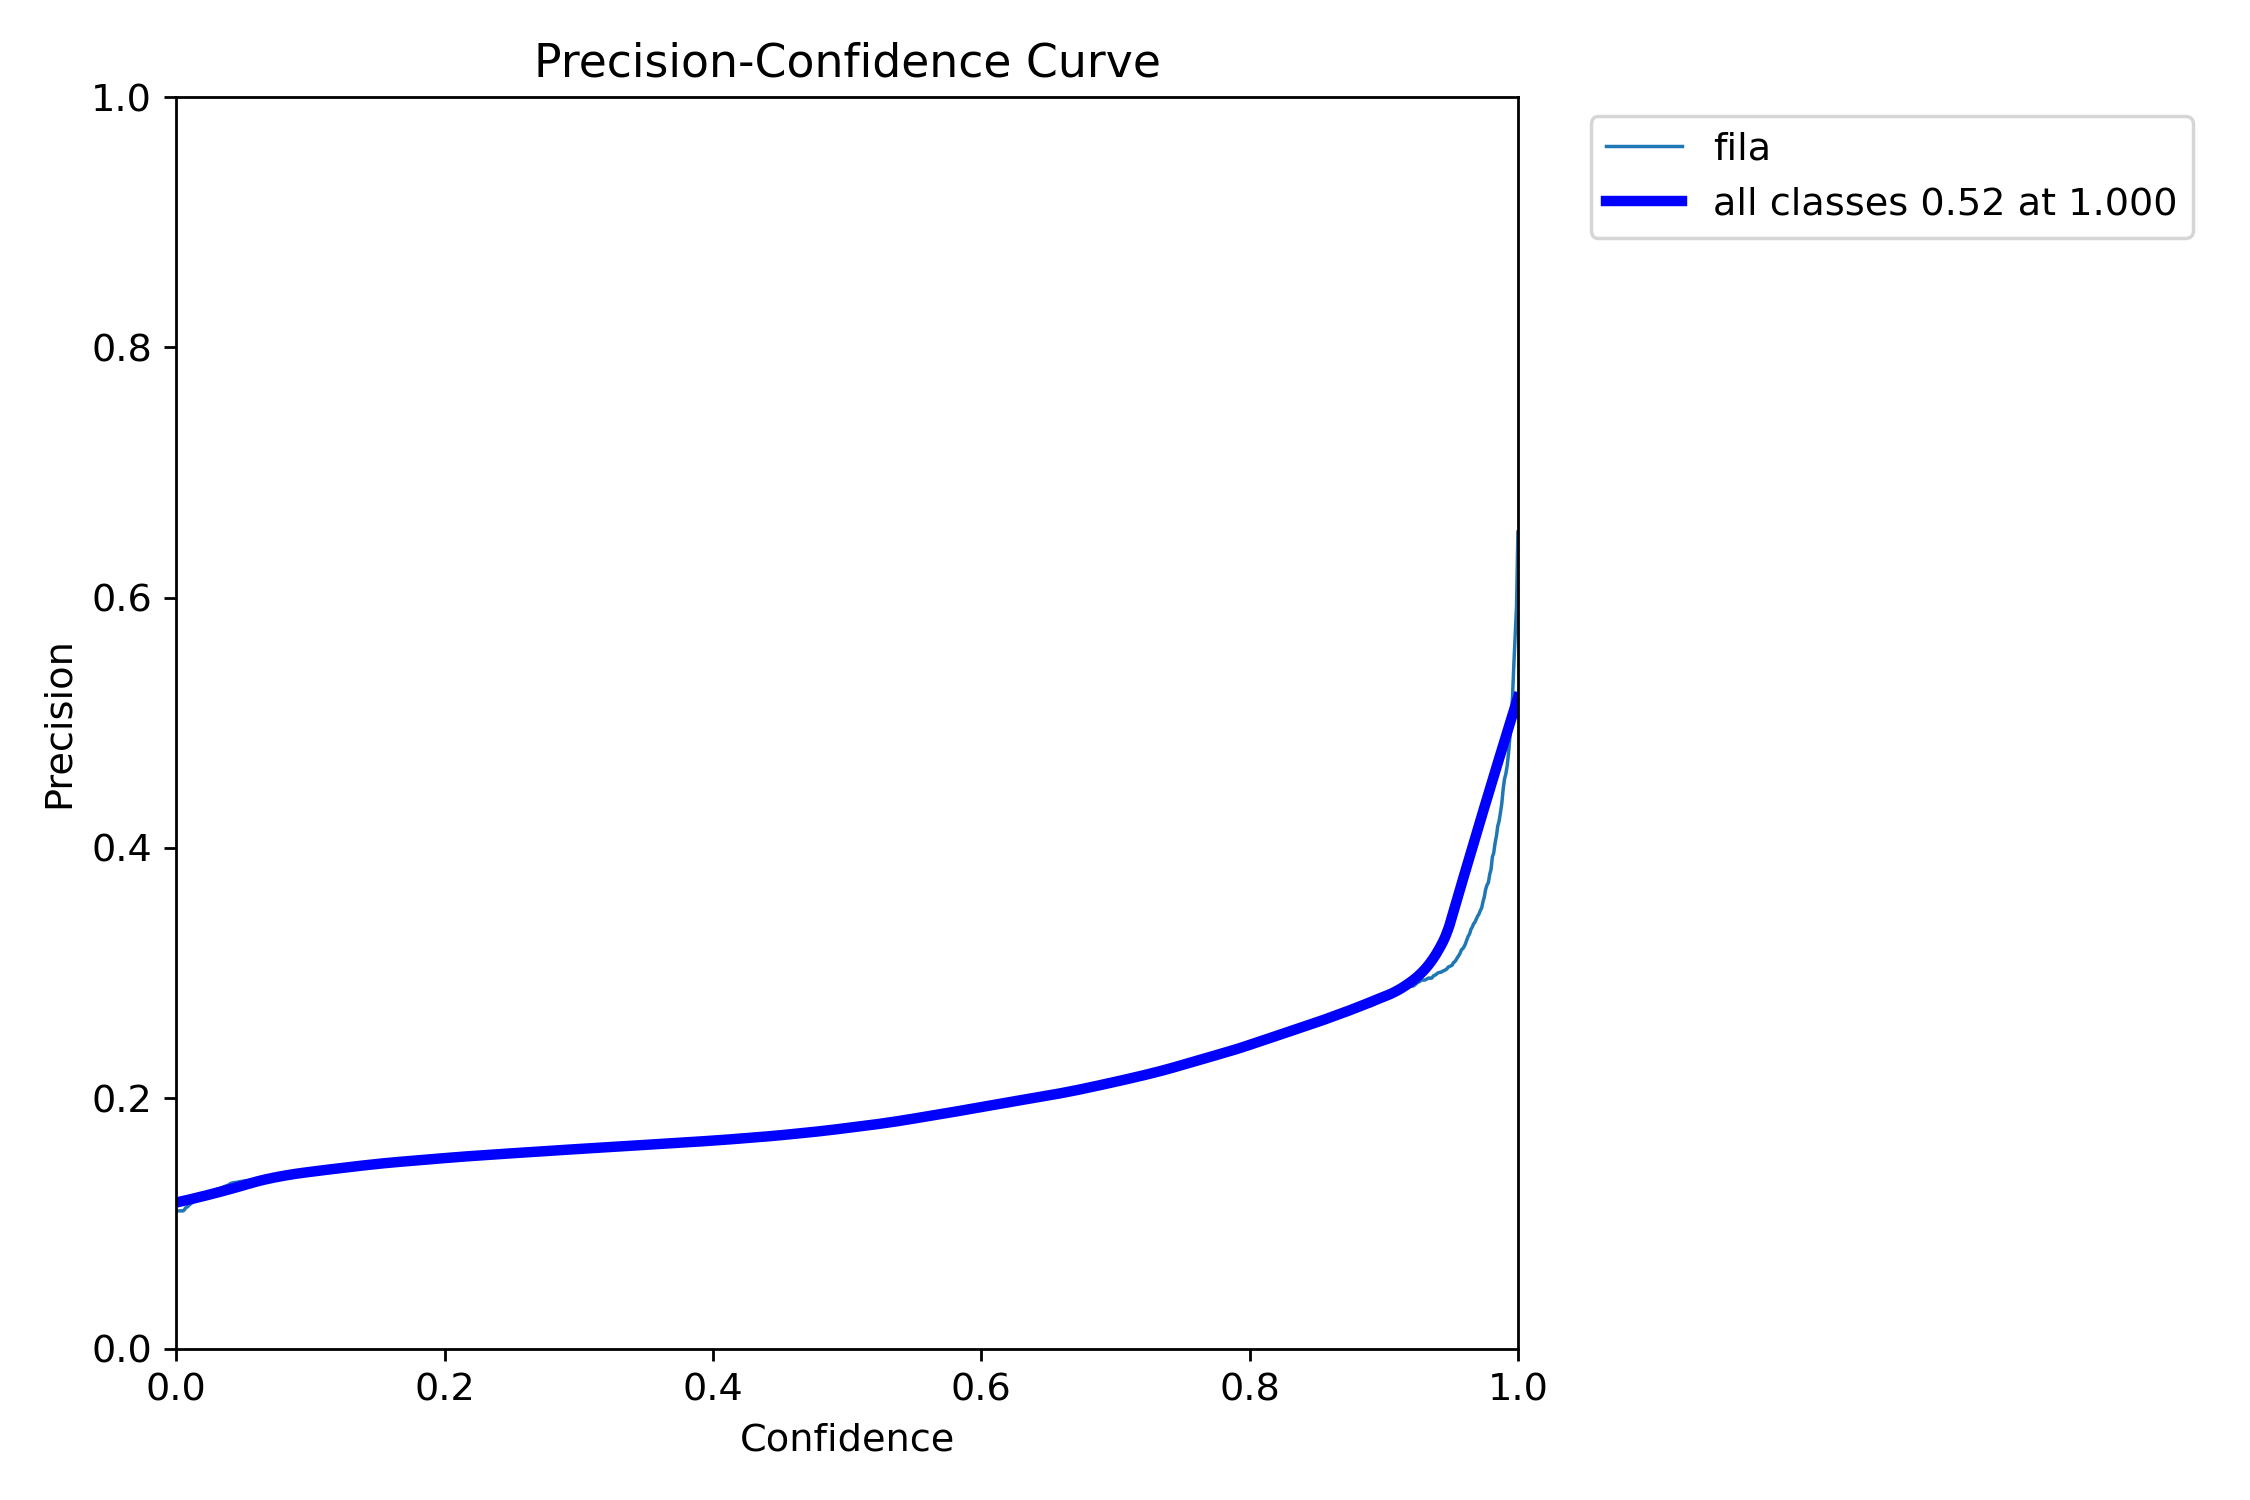 Precision-Confidence Curve
1.0
0.8
0.6
0.4
0.2
0.0
Precision
0.0 0.2 0.4 0.6 0.8 1.0
Confidence
fila
all classes 0.52 at 1.000